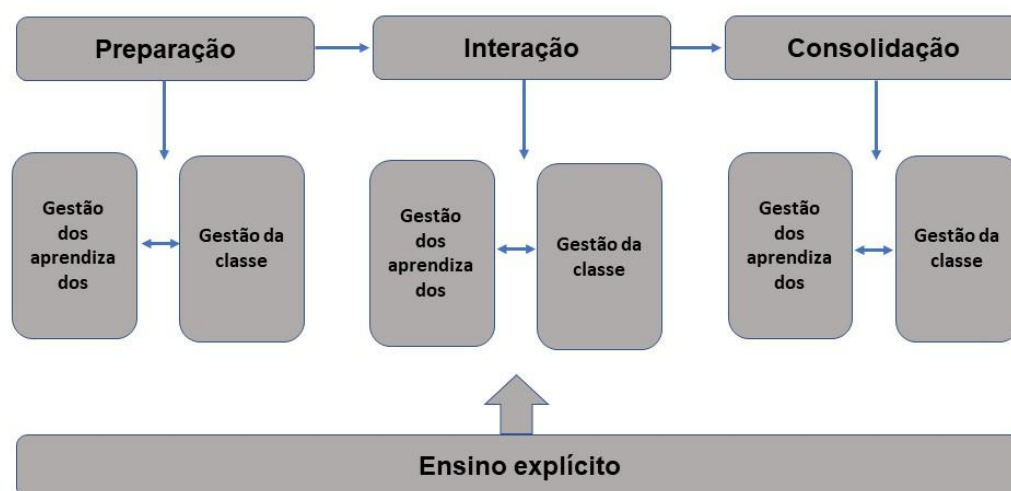 Preparação
Interação
Consolidação
Gestão
dos
aprendiza
dos
Gestão da
classe
Gestão
dos
aprendiza
dos
Gestão da
classe
Gestão
dos
aprendiza
dos
Gestão da
classe
Ensino explícito